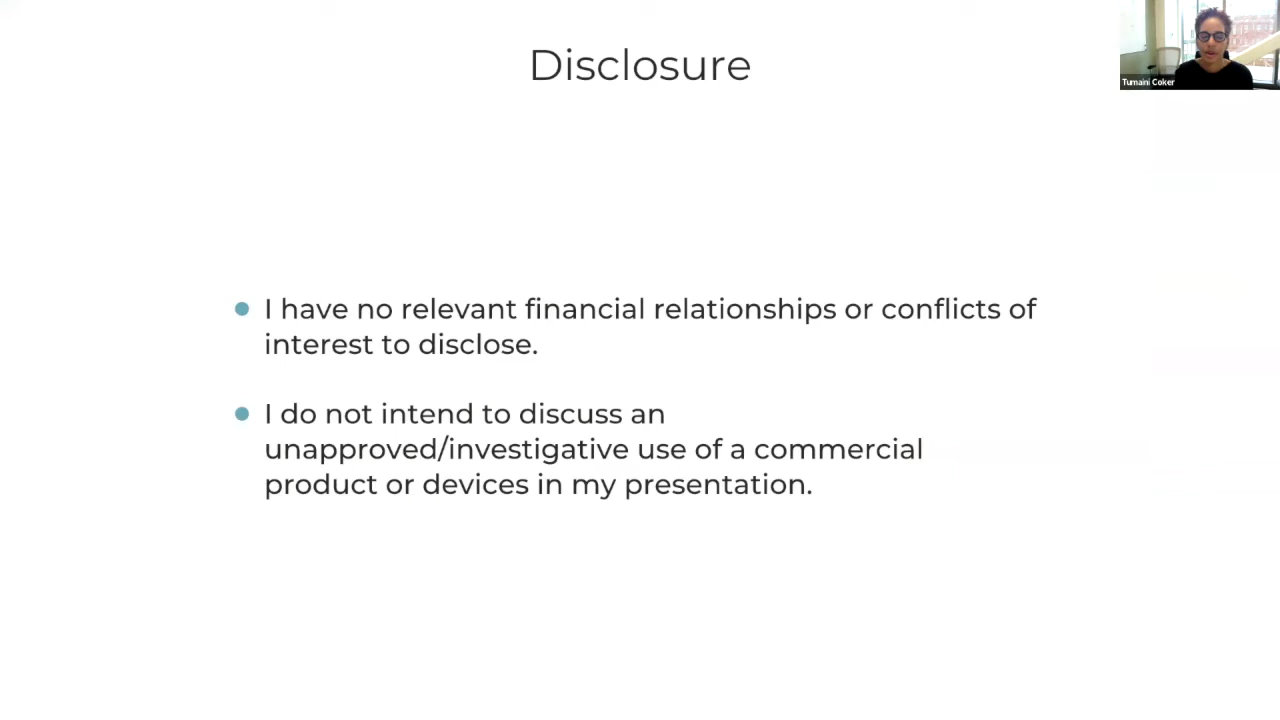 Disclosure
Tumaini Coker
I have no relevant financial relationships or conflicts of
interest to disclose.
I do not intend to discuss an
unapproved/investigative use of a commercial
product or devices in my presentation.